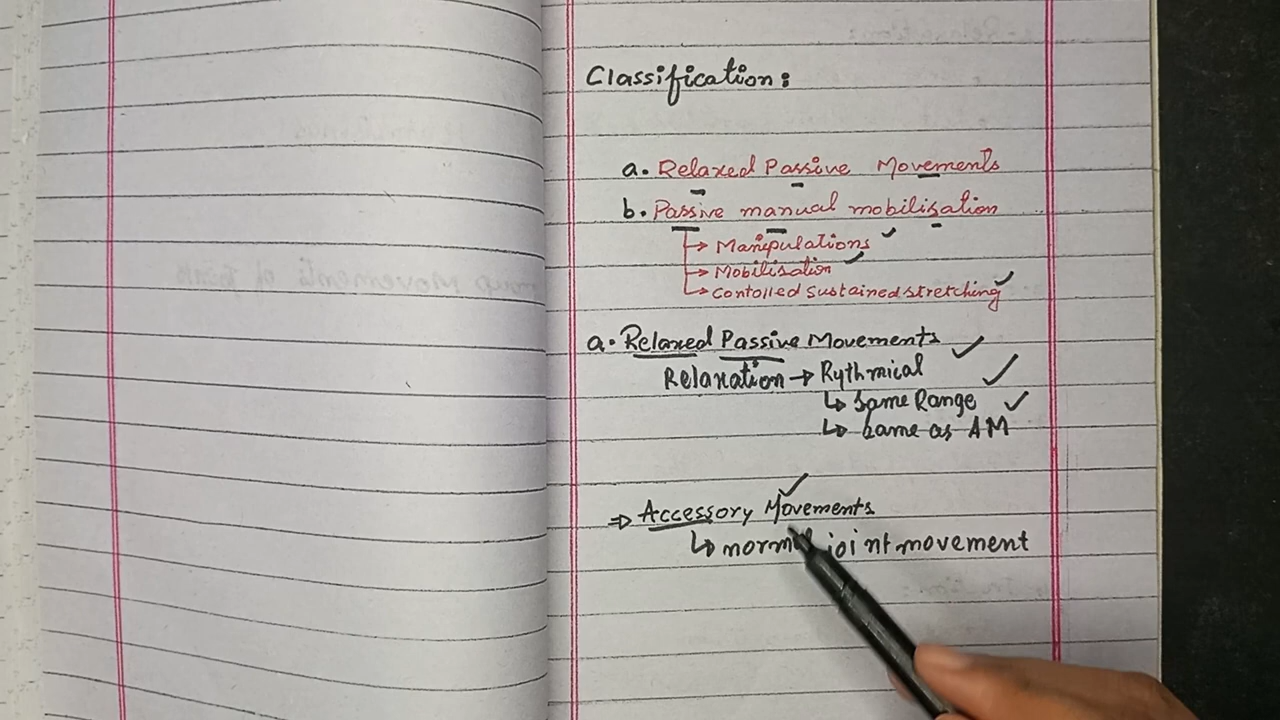 Classification:
a. Relaxed Passive Movements
b. Passive manual mobilisation
→ Manipulations ✓
→ Mobilisation ✓
→ Contolled sustained stretching ✓
a. Relaxed Passive Movements ✓
Relaxation → Rythmical ✓
↳ Same Range ✓
↳ Same as AM
⇒ Accessory Movements ✓
↳ normal joint movement